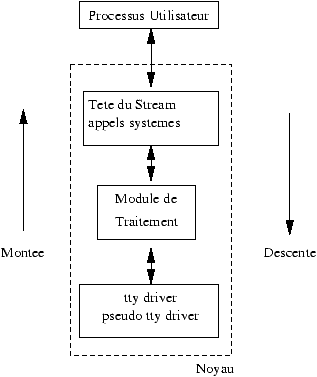 Processus Utilisateur
Tete du Stream
appels systemes
Module de
Traitement
Montee
Descente
tty driver
pseudo tty driver
Noyau